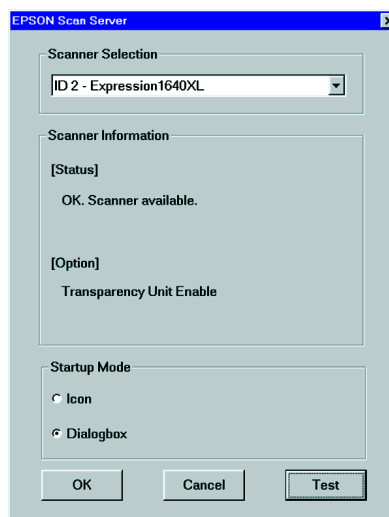 EPSON Scan Server
Scanner Selection
ID 2 - Expression1640XL
Scanner Information
[Status]
OK. Scanner available.
[Option]
Transparency Unit Enable
Startup Mode
Icon
Dialogbox
OK Cancel Test